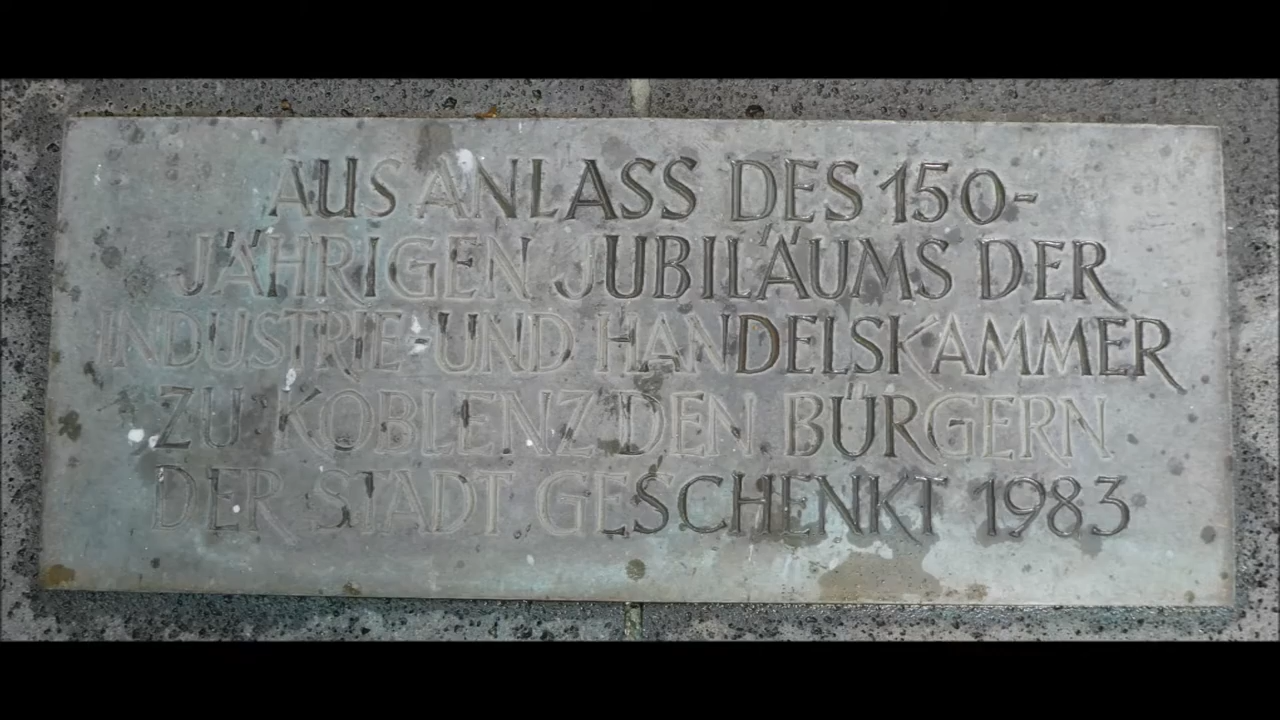 AUS ANLASS DES 150-
JÄHRIGEN JUBILÄUMS DER
INDUSTRIE-UND HANDELSKAMMER
ZU KOBLENZ DEN BÜRGERN
DER STADT GESCHENKT 1983